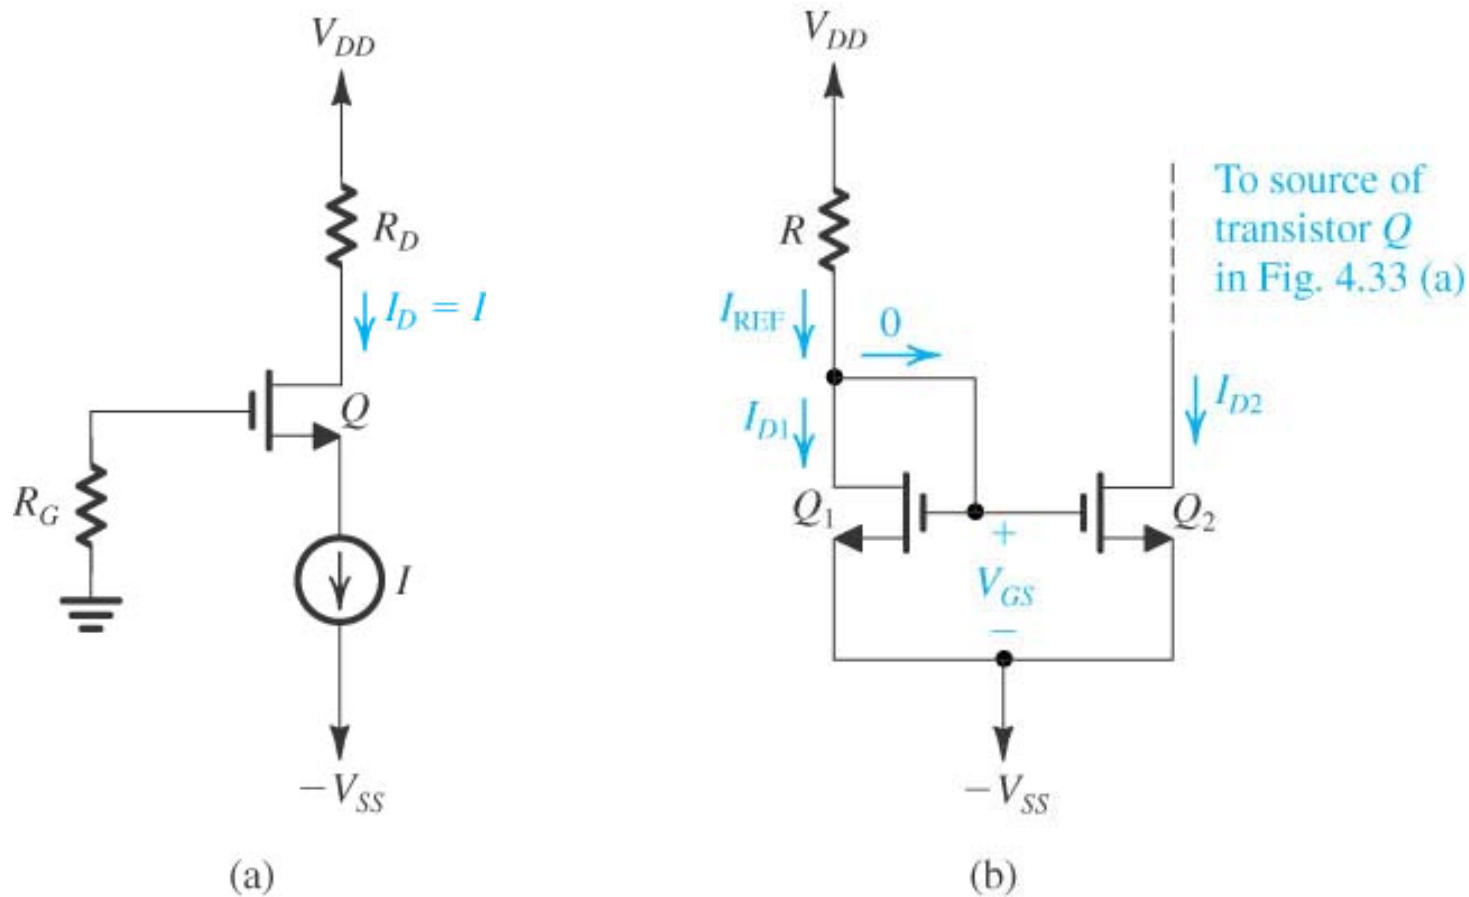 V_DD
R_D
I_D = I
Q
R_G
I
−V_SS
(a)
V_DD
R
I_REF
0
I_D1
Q_1
+
V_GS
−
Q_2
I_D2
To source of
transistor Q
in Fig. 4.33 (a)
−V_SS
(b)